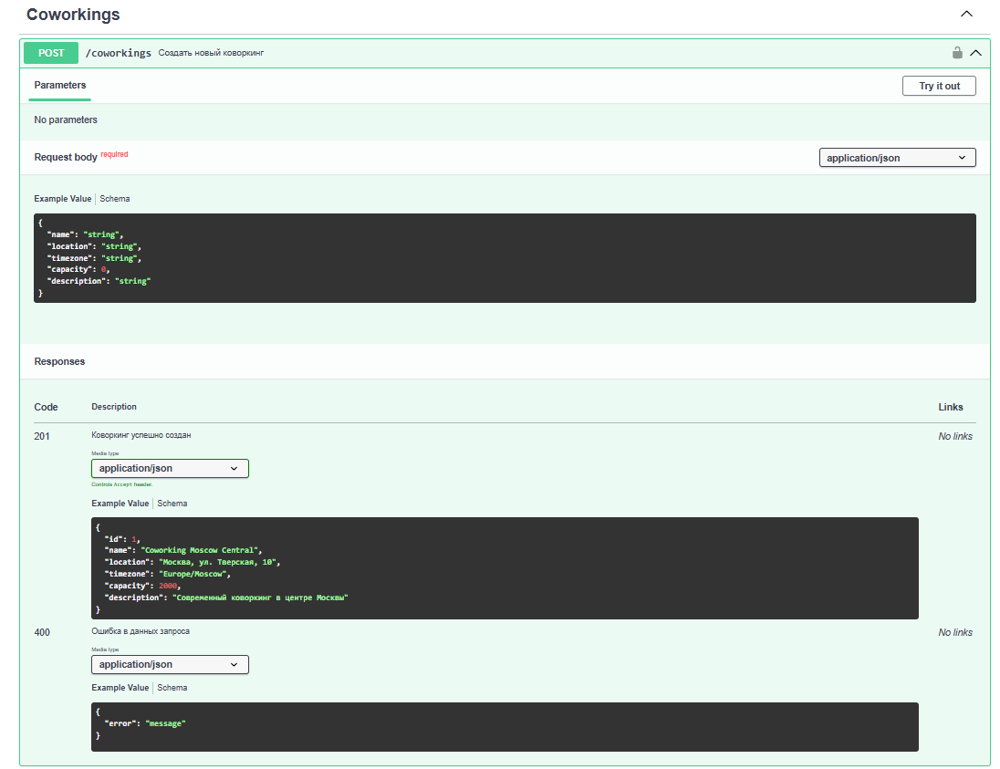 Coworkings
POST /coworkings Создать новый коворкинг
Parameters
Try it out
No parameters
Request body required
application/json
Example Value Schema
{
"name": "string",
"location": "string",
"timezone": "string",
"capacity": 0,
"description": "string"
}
Responses
Code Description Links
201 Коворкинг успешно создан No links
Media type
application/json
Controls Accept header.
Example Value Schema
{
"id": 1,
"name": "Coworking Moscow Central",
"location": "Москва, ул. Тверская, 10",
"timezone": "Europe/Moscow",
"capacity": 2000,
"description": "Современный коворкинг в центре Москвы"
}
400 Ошибка в данных запроса No links
Media type
application/json
Example Value Schema
{
"error": "message"
}